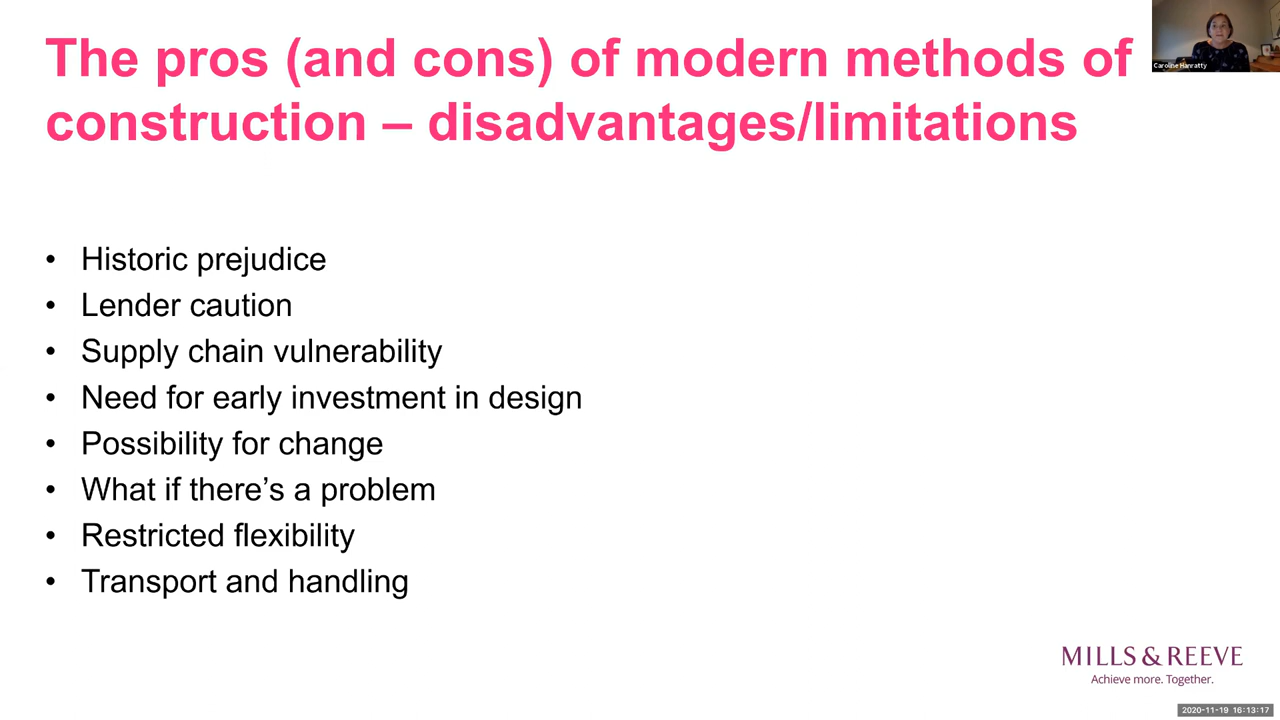 The pros (and cons) of modern methods of
construction – disadvantages/limitations
Caroline Hanratty
• Historic prejudice
• Lender caution
• Supply chain vulnerability
• Need for early investment in design
• Possibility for change
• What if there’s a problem
• Restricted flexibility
• Transport and handling
MILLS & REEVE
Achieve more. Together.
2020-11-19 16:13:17